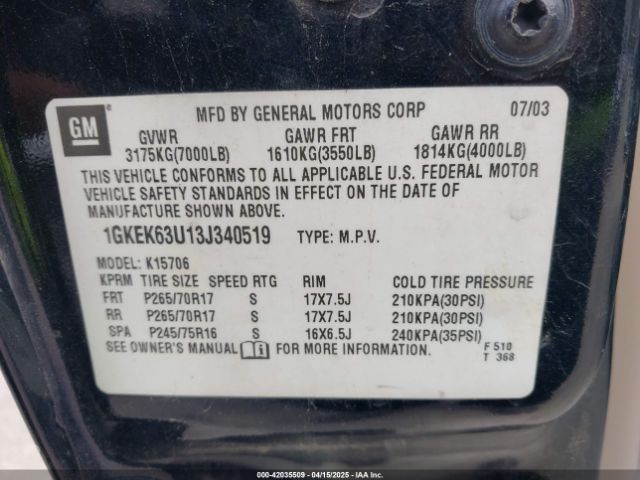 GM
MFD BY GENERAL MOTORS CORP 07/03
GVWR GAWR FRT GAWR RR
3175KG(7000LB) 1610KG(3550LB) 1814KG(4000LB)
THIS VEHICLE CONFORMS TO ALL APPLICABLE U.S. FEDERAL MOTOR
VEHICLE SAFETY STANDARDS IN EFFECT ON THE DATE OF
MANUFACTURE SHOWN ABOVE.
1GKEK63U13J340519 TYPE: M.P.V.
MODEL: K15706
KPRM TIRE SIZE SPEED RTG RIM COLD TIRE PRESSURE
FRT P265/70R17 S 17X7.5J 210KPA(30PSI)
RR P265/70R17 S 17X7.5J 210KPA(30PSI)
SPA P245/75R16 S 16X6.5J 240KPA(35PSI)
SEE OWNER'S MANUAL FOR MORE INFORMATION. F 510
T 368
000-42035509 - 04/15/2025 - IAAI.CA